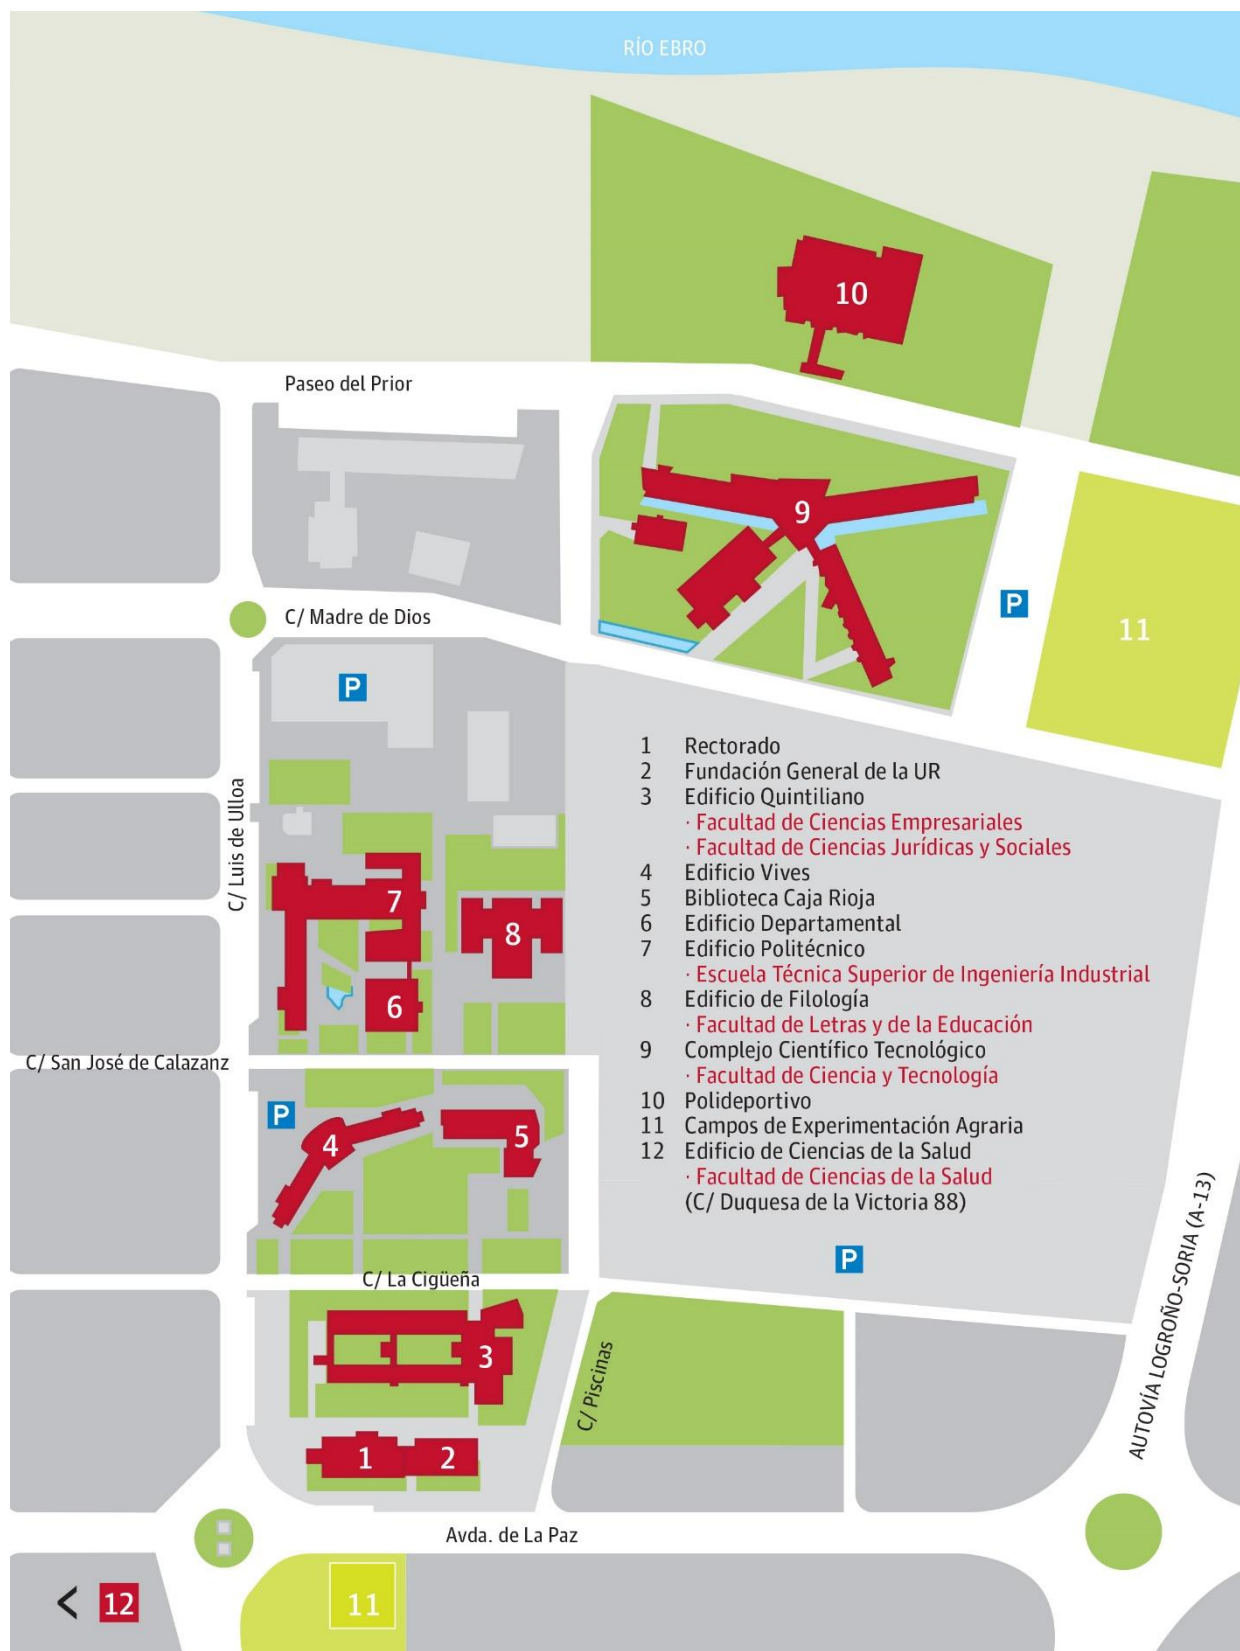 RÍO EBRO
10
Paseo del Prior
9
P
11
C/ Madre de Dios
P
1 Rectorado
2 Fundación General de la UR
3 Edificio Quintiliano
· Facultad de Ciencias Empresariales
· Facultad de Ciencias Jurídicas y Sociales
4 Edificio Vives
5 Biblioteca Caja Rioja
6 Edificio Departamental
7 Edificio Politécnico
· Escuela Técnica Superior de Ingeniería Industrial
8 Edificio de Filología
· Facultad de Letras y de la Educación
9 Complejo Científico Tecnológico
· Facultad de Ciencia y Tecnología
10 Polideportivo
11 Campos de Experimentación Agraria
12 Edificio de Ciencias de la Salud
· Facultad de Ciencias de la Salud
(C/ Duquesa de la Victoria 88)
P
C/ Luis de Ulloa
7
8
6
C/ San José de Calazanz
P
4
5
C/ La Cigüeña
3
C/ Piscinas
AUTOVÍA LOGROÑO-SORIA (A-13)
1
2
Avda. de La Paz
< 12
11